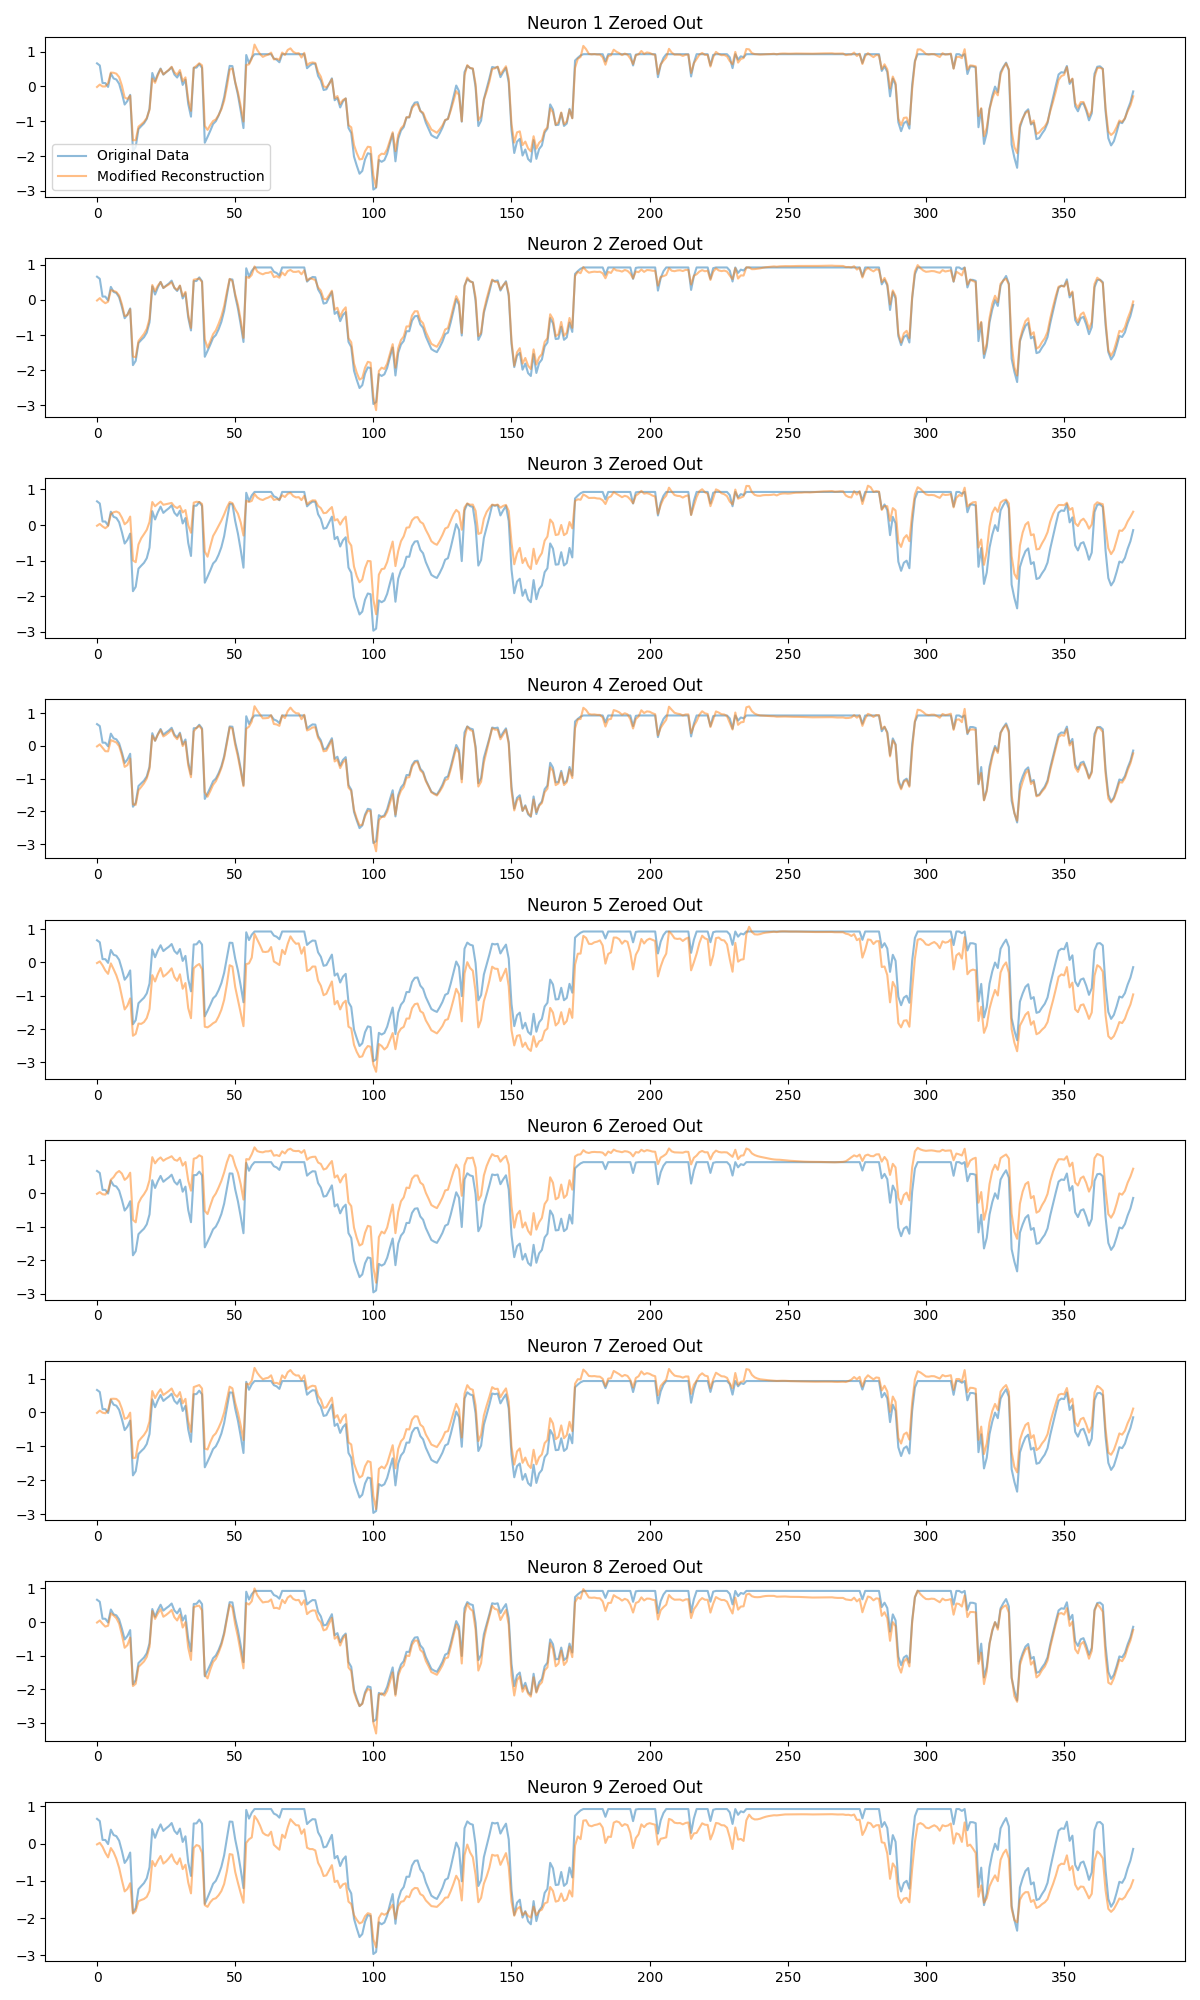 Neuron 1 Zeroed Out
1
0
−1
−2
−3
Original Data
Modified Reconstruction
0 50 100 150 200 250 300 350
Neuron 2 Zeroed Out
1
0
−1
−2
−3
0 50 100 150 200 250 300 350
Neuron 3 Zeroed Out
1
0
−1
−2
−3
0 50 100 150 200 250 300 350
Neuron 4 Zeroed Out
1
0
−1
−2
−3
0 50 100 150 200 250 300 350
Neuron 5 Zeroed Out
1
0
−1
−2
−3
0 50 100 150 200 250 300 350
Neuron 6 Zeroed Out
1
0
−1
−2
−3
0 50 100 150 200 250 300 350
Neuron 7 Zeroed Out
1
0
−1
−2
−3
0 50 100 150 200 250 300 350
Neuron 8 Zeroed Out
1
0
−1
−2
−3
0 50 100 150 200 250 300 350
Neuron 9 Zeroed Out
1
0
−1
−2
−3
0 50 100 150 200 250 300 350